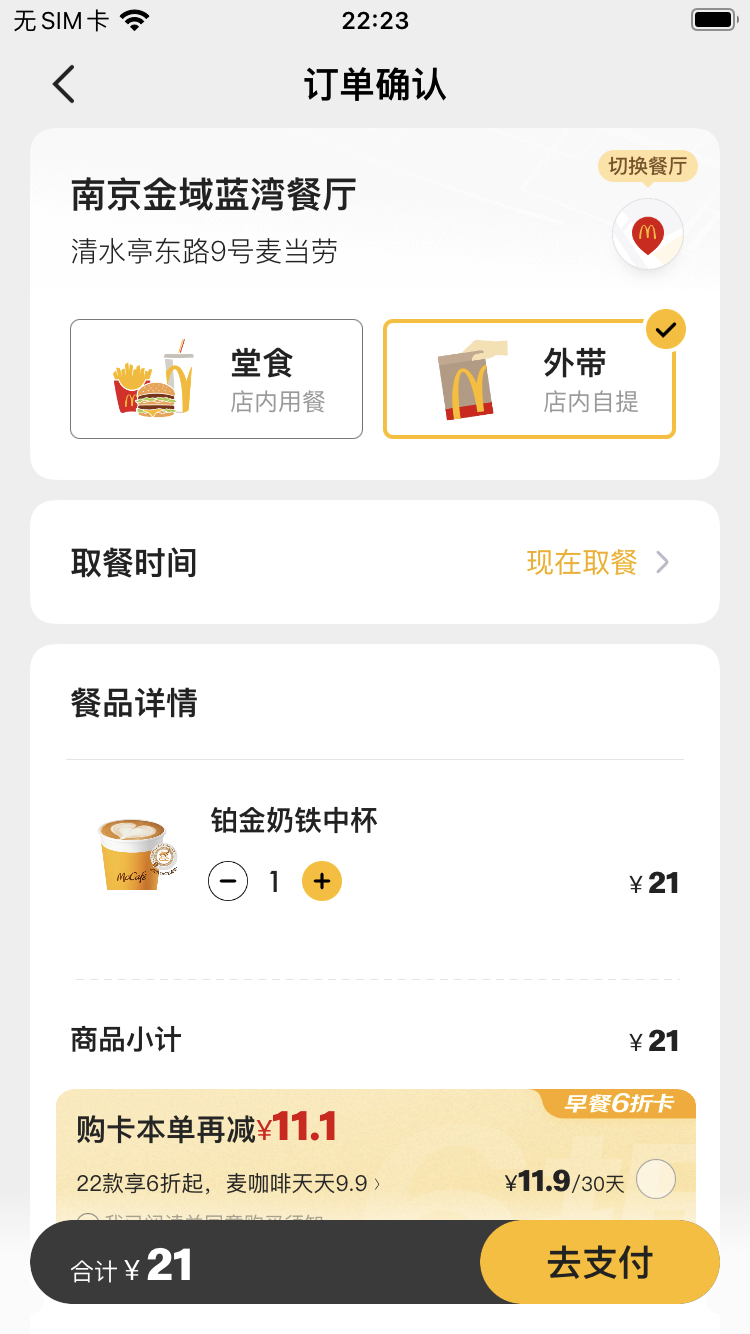 无SIM卡
22:23
订单确认
切换餐厅
南京金域蓝湾餐厅
清水亭东路9号麦当劳
堂食
店内用餐
外带
店内自提
取餐时间
现在取餐
餐品详情
铂金奶铁中杯
McCafé
1
¥21
商品小计
¥21
早餐6折卡
购卡本单再减¥11.1
22款享6折起，麦咖啡天天9.9
¥11.9/30天
合计 ¥21
去支付